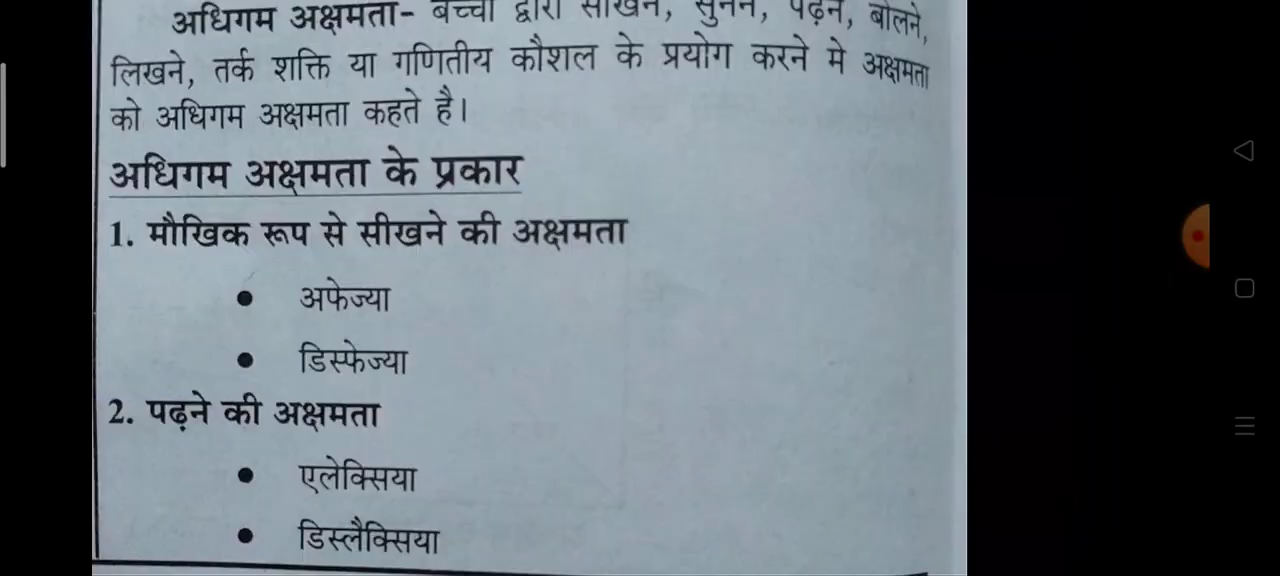 अधिगम अक्षमता- बच्चों द्वारा सीखने, सुनने, पढ़ने, बोलने,
लिखने, तर्क शक्ति या गणितीय कौशल के प्रयोग करने मे अक्षमता
को अधिगम अक्षमता कहते है।
अधिगम अक्षमता के प्रकार
1. मौखिक रूप से सीखने की अक्षमता
• अफेज्या
• डिस्फेज्या
2. पढ़ने की अक्षमता
• एलेक्सिया
• डिस्लैक्सिया